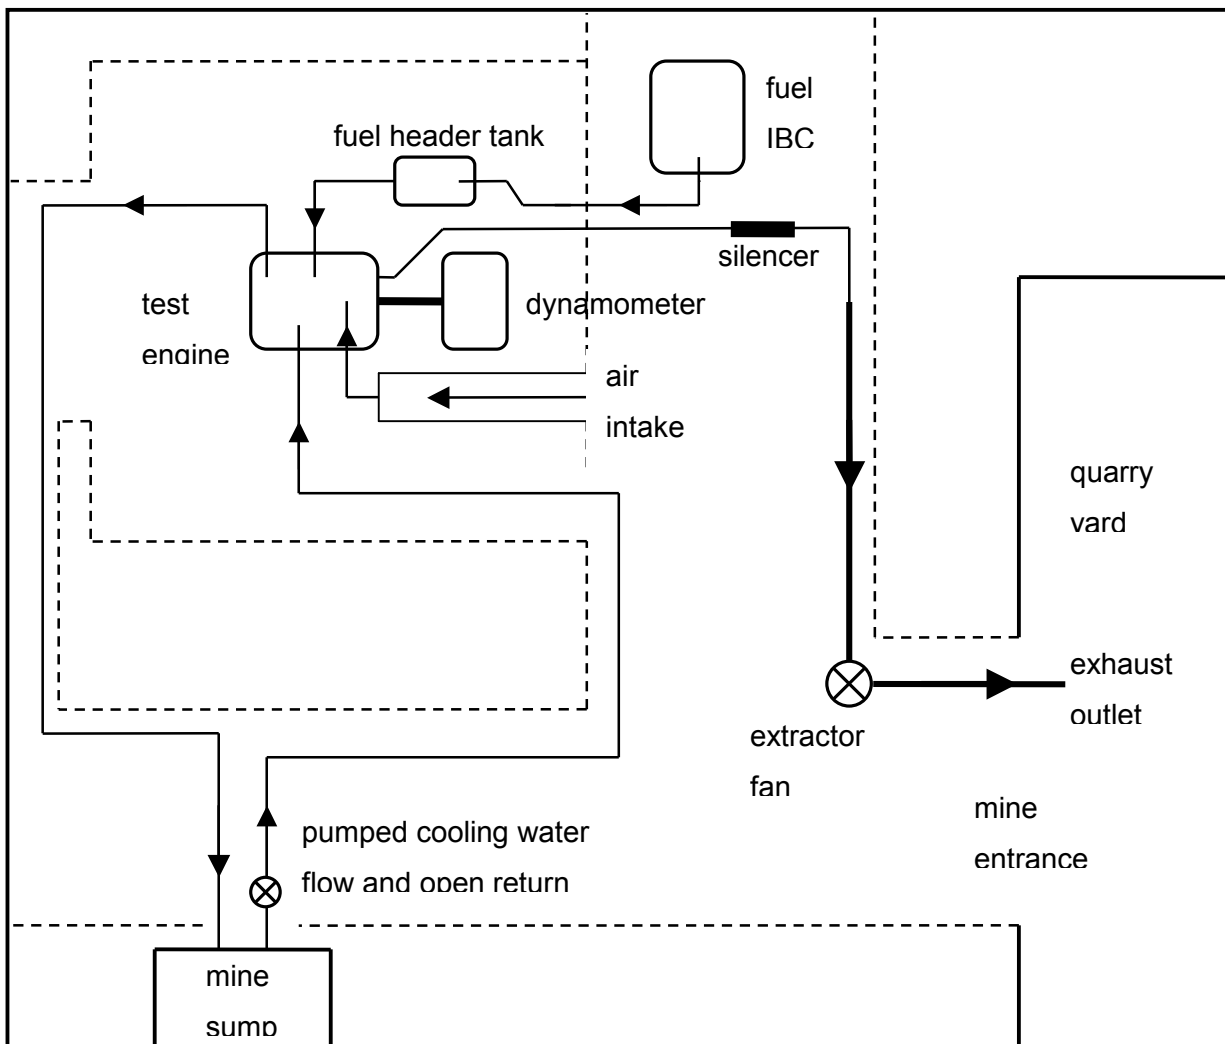 fuel
IBC
fuel header tank
silencer
test
engine
dynamometer
air
intake
quarry
yard
exhaust
outlet
extractor
fan
mine
entrance
pumped cooling water
flow and open return
mine
sump